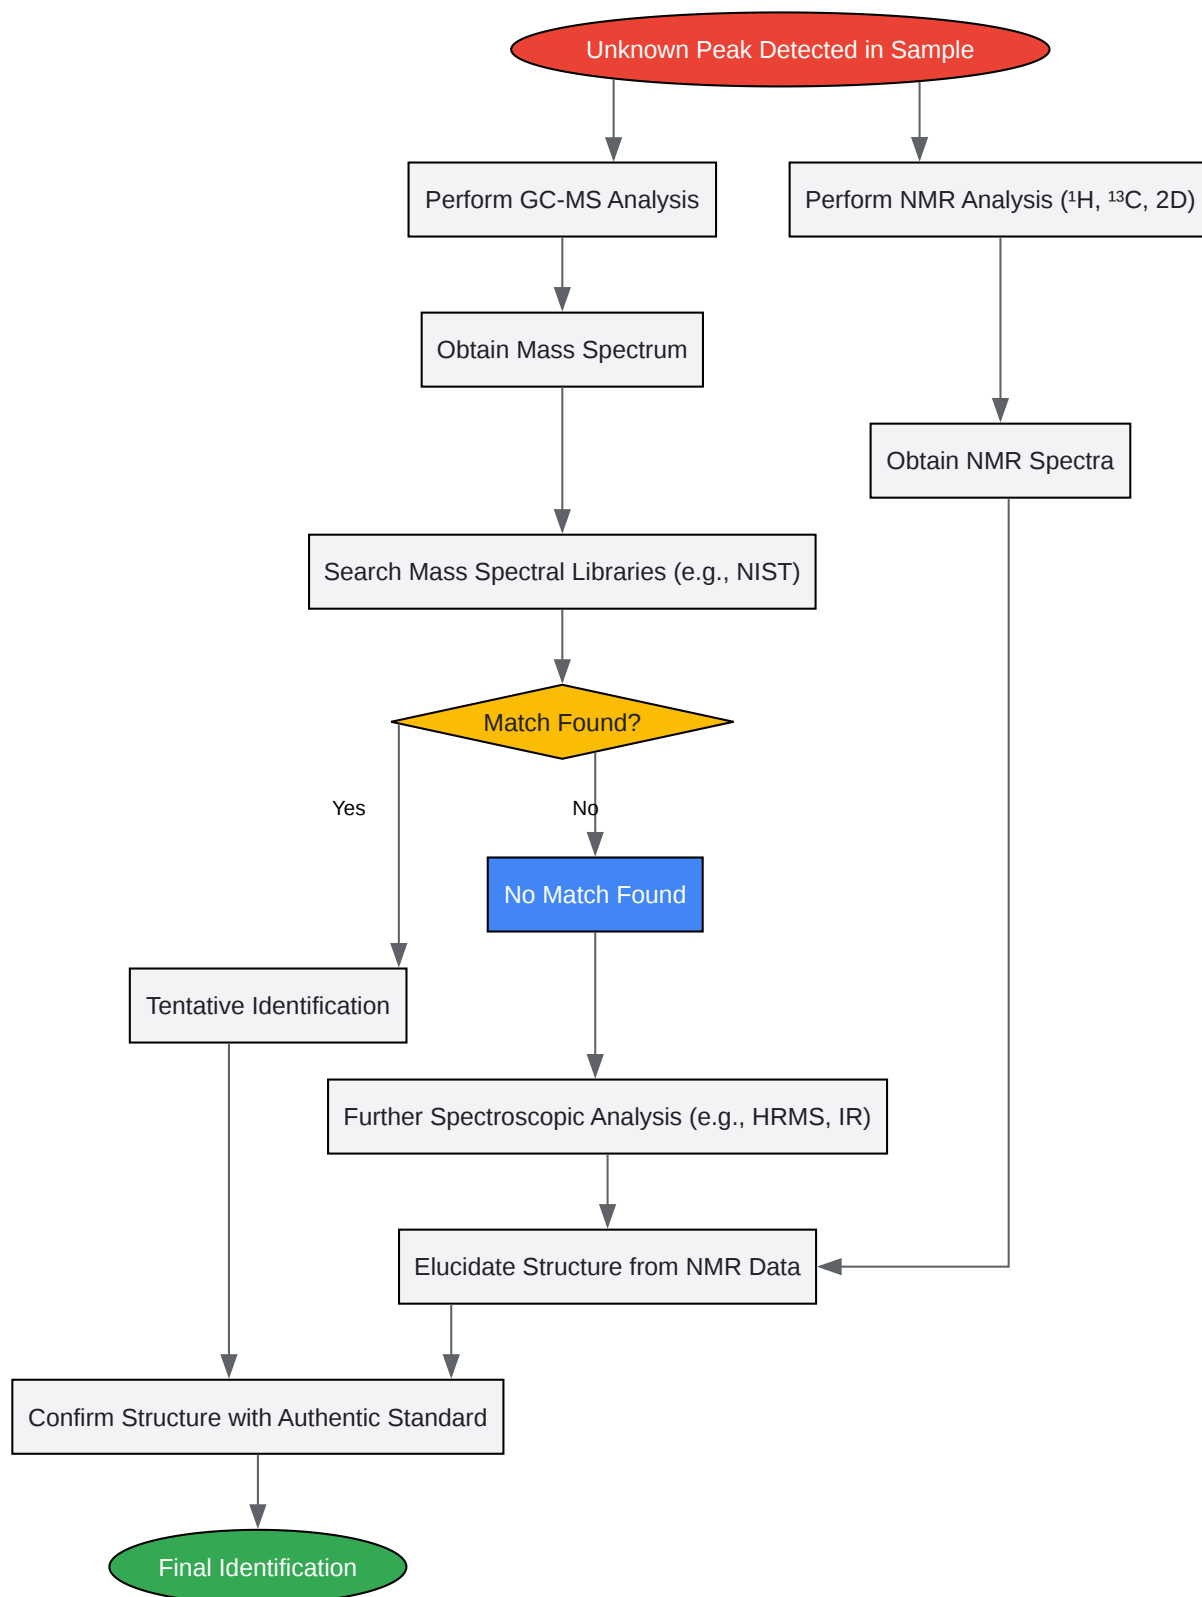 Unknown Peak Detected in Sample
Perform GC-MS Analysis
Perform NMR Analysis (¹H, ¹³C, 2D)
Obtain Mass Spectrum
Obtain NMR Spectra
Search Mass Spectral Libraries (e.g., NIST)
Match Found?
Yes
No
No Match Found
Tentative Identification
Further Spectroscopic Analysis (e.g., HRMS, IR)
Elucidate Structure from NMR Data
Confirm Structure with Authentic Standard
Final Identification